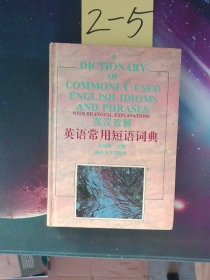 2-5
A
DICTIONARY
OF
COMMONLY USED
ENGLISH IDIOMS
AND PHRASES
WITH BILINGUAL EXPLANATIONS
英汉双解
英语常用短语词典